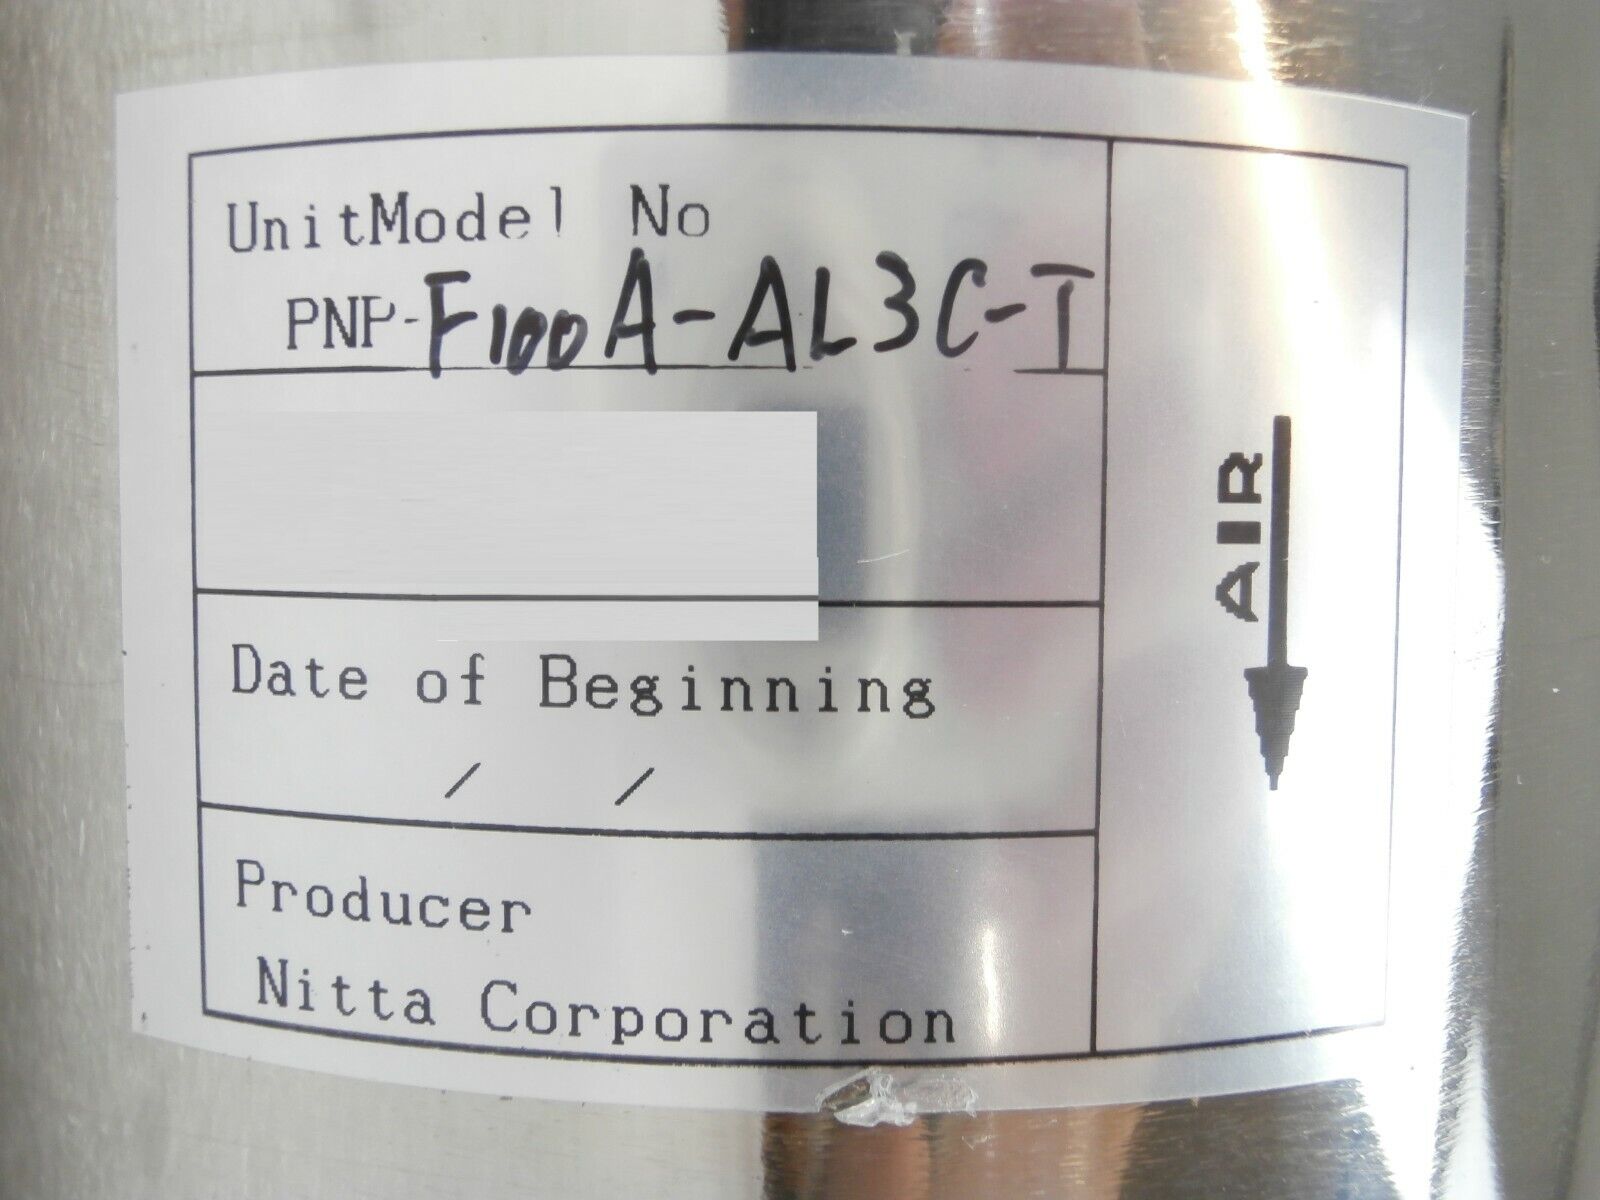 UnitModel No
PNP-F100A-AL3C-T
Date of Beginning
/ /
Producer
Nitta Corporation
AIR